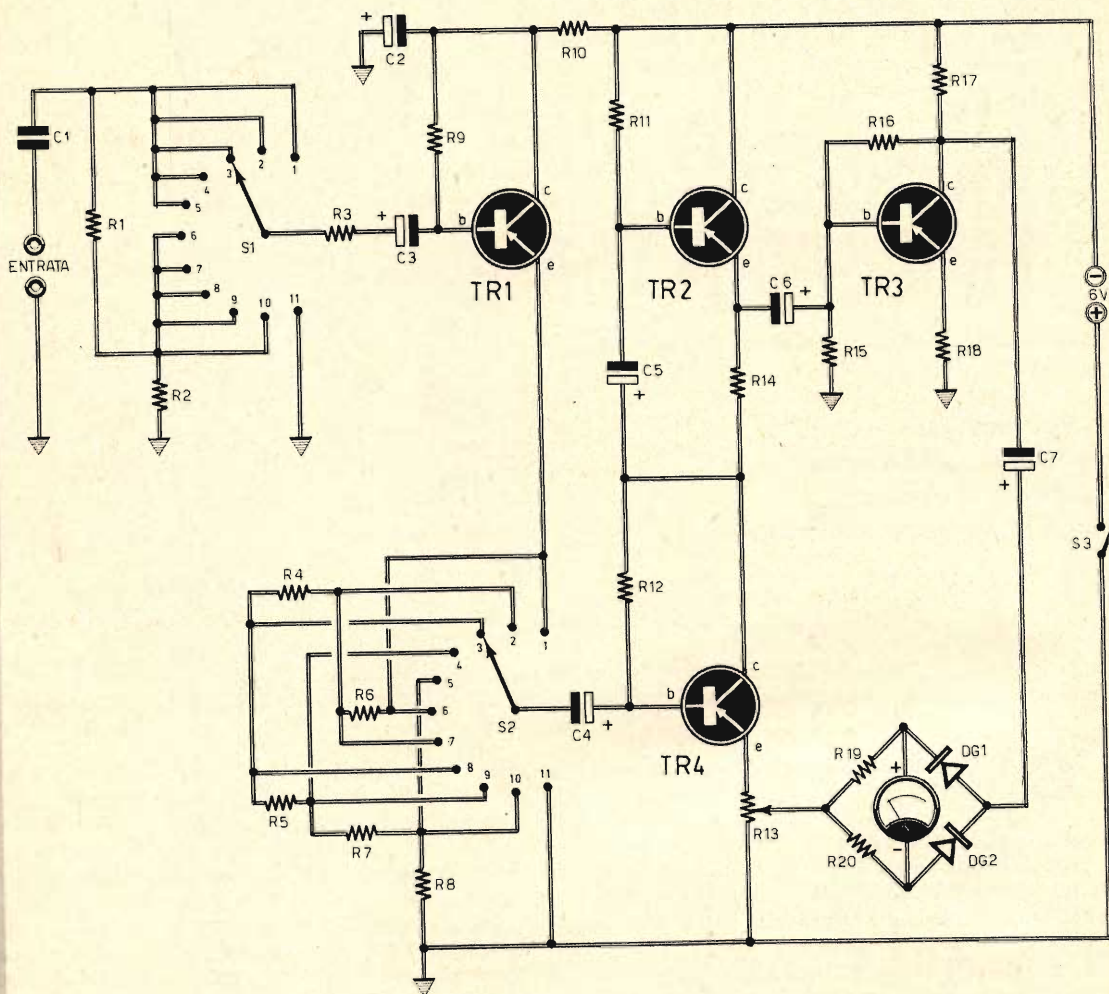 +
C2
R10
C1
R1
3
2
1
4
5
6
7
8
9
10
11
S1
ENTRATA
R2
R3
+
C3
R9
b
c
e
TR1
R11
b
c
e
TR2
C6
+
R16
R17
b
c
e
TR3
R15
R18
−
6V
+
C5
+
R14
C7
+
S3
R12
R4
3
2
1
4
5
6
7
8
9
10
11
R6
S2
C4
+
b
c
e
TR4
R5
R7
R8
R13
R19
R20
+
−
DG1
DG2